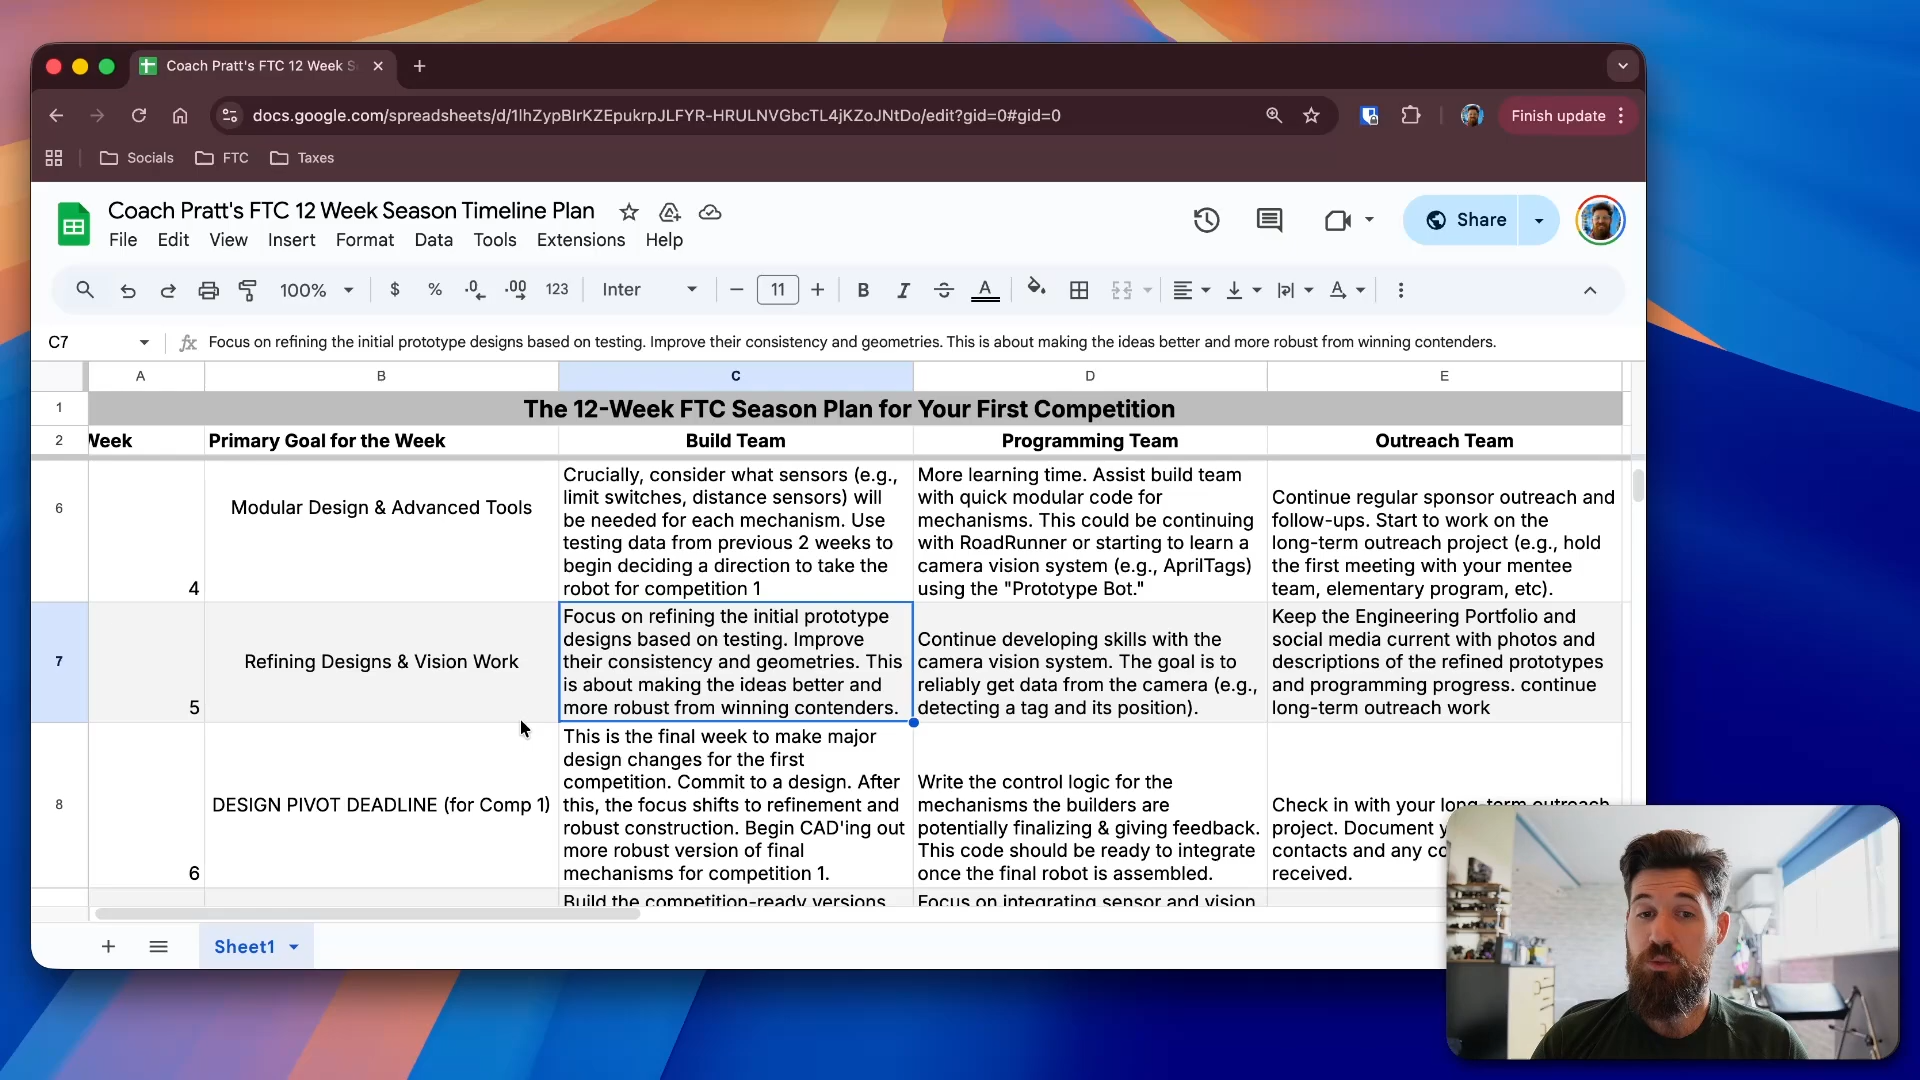 Coach Pratt's FTC 12 Week S
docs.google.com/spreadsheets/d/1lhZypBIrKZEpukrpJLFYR-HRULNVGbcTL4jKZoJNtDo/edit?gid=0#gid=0
Finish update
Socials
FTC
Taxes
Coach Pratt's FTC 12 Week Season Timeline Plan
Share
File Edit View Insert Format Data Tools Extensions Help
100% $ % .0 .00 123 Inter 11 B I A
C7
Focus on refining the initial prototype designs based on testing. Improve their consistency and geometries. This is about making the ideas better and more robust from winning contenders.
A B C D E
1
The 12-Week FTC Season Plan for Your First Competition
2
Week
Primary Goal for the Week
Build Team
Programming Team
Outreach Team
6
4
Modular Design & Advanced Tools
Crucially, consider what sensors (e.g.,
limit switches, distance sensors) will
be needed for each mechanism. Use
testing data from previous 2 weeks to
begin deciding a direction to take the
robot for competition 1
More learning time. Assist build team
with quick modular code for
mechanisms. This could be continuing
with RoadRunner or starting to learn a
camera vision system (e.g., AprilTags)
using the "Prototype Bot."
Continue regular sponsor outreach and
follow-ups. Start to work on the
long-term outreach project (e.g., hold
the first meeting with your mentee
team, elementary program, etc).
7
5
Refining Designs & Vision Work
Focus on refining the initial prototype
designs based on testing. Improve
their consistency and geometries. This
is about making the ideas better and
more robust from winning contenders.
Continue developing skills with the
camera vision system. The goal is to
reliably get data from the camera (e.g.,
detecting a tag and its position).
Keep the Engineering Portfolio and
social media current with photos and
descriptions of the refined prototypes
and programming progress. continue
long-term outreach work
8
6
DESIGN PIVOT DEADLINE (for Comp 1)
This is the final week to make major
design changes for the first
competition. Commit to a design. After
this, the focus shifts to refinement and
robust construction. Begin CAD'ing out
more robust version of final
mechanisms for competition 1.
Write the control logic for the
mechanisms the builders are
potentially finalizing & giving feedback.
This code should be ready to integrate
once the final robot is assembled.
Check in with your long-term outreach
project. Document
contacts and any
received.
Build the competition-ready versions
Focus on integrating sensor and vision
Sheet1